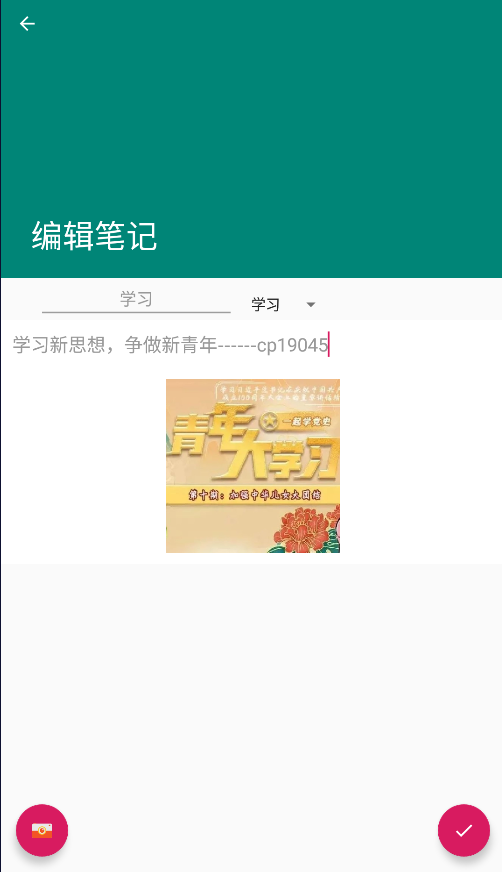 编辑笔记
学习
学习
学习新思想，争做新青年------cp19045
一起学党史
青年
大学习
第十期：加强中华儿女大团结